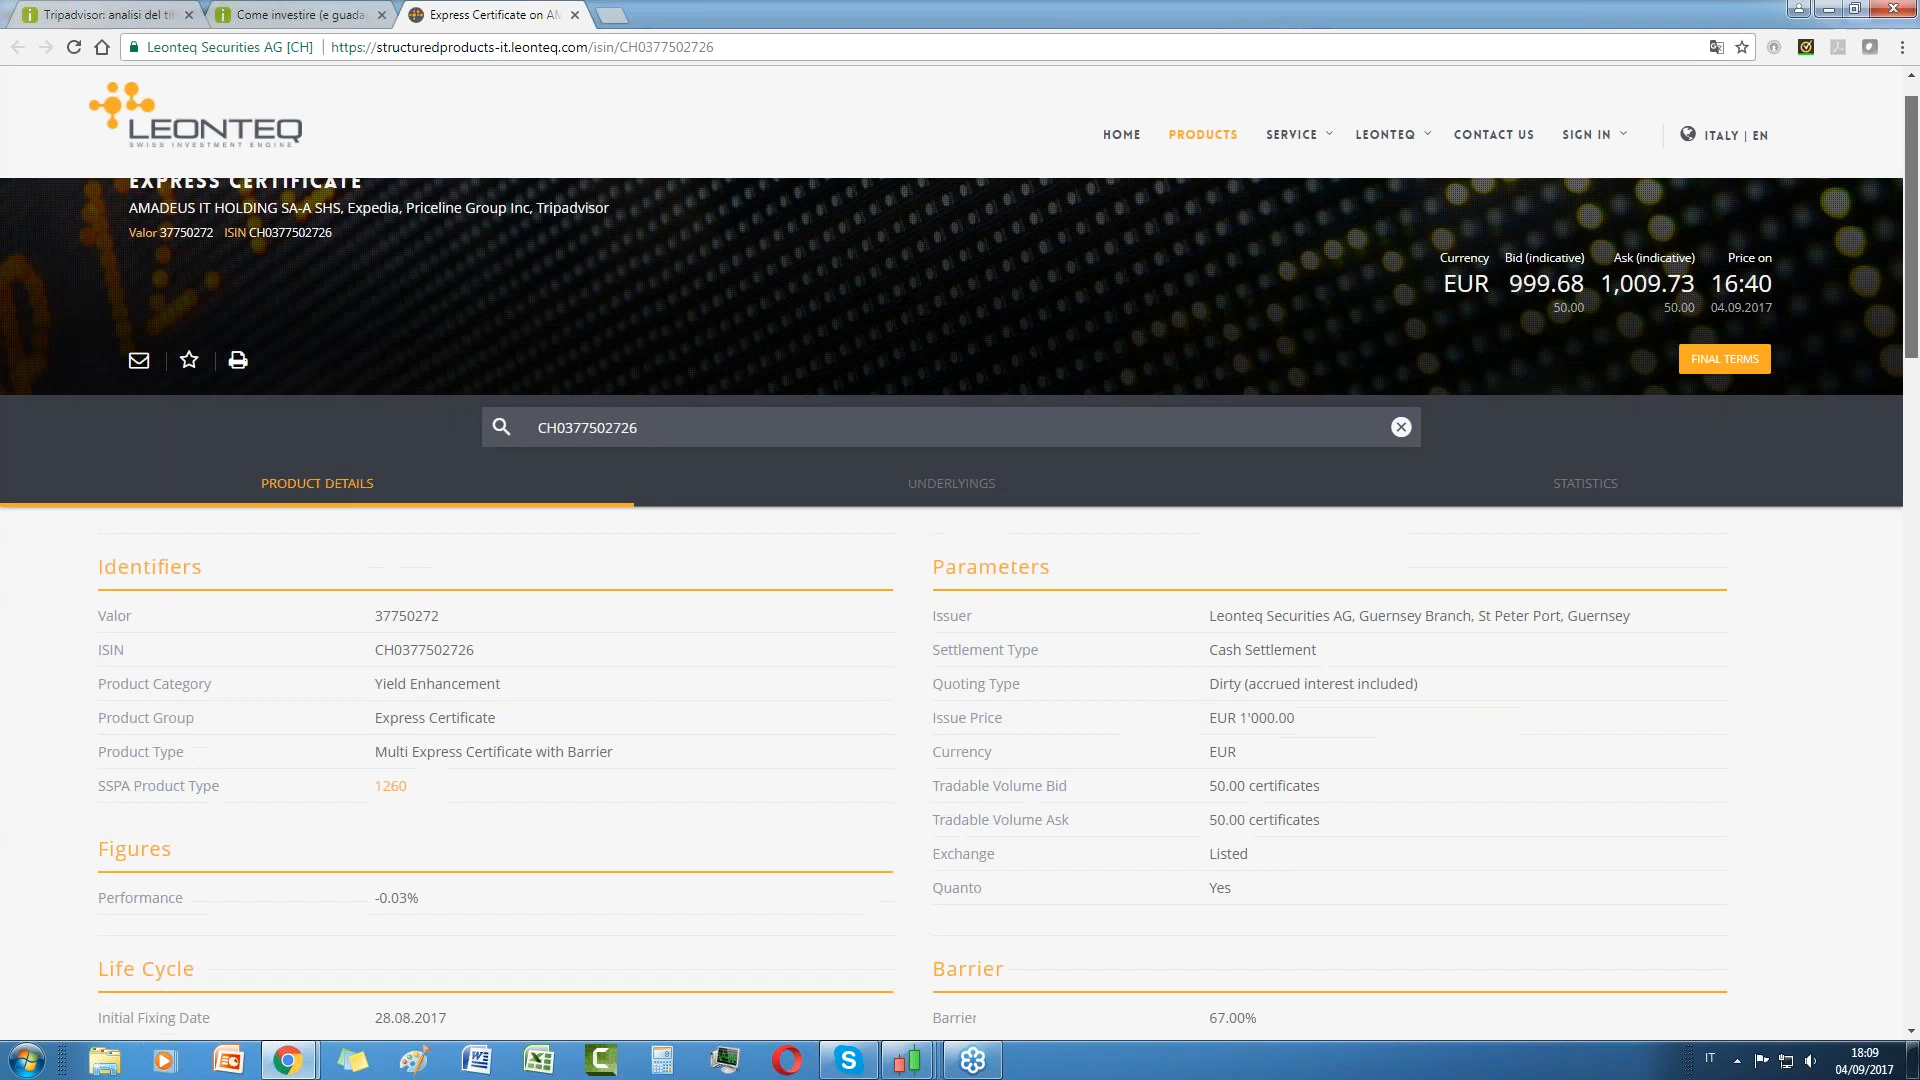 Tripadvisor: analisi del tit
Come investire (e guada
Express Certificate on AM
Leonteq Securities AG [CH] | https://structuredproducts-it.leonteq.com/isin/CH0377502726
LEONTEQ
SWISS INVESTMENT ENGINE
HOME PRODUCTS SERVICE LEONTEQ CONTACT US SIGN IN ITALY | EN
EXPRESS CERTIFICATE
AMADEUS IT HOLDING SA-A SHS, Expedia, Priceline Group Inc, Tripadvisor
Valor 37750272 ISIN CH0377502726
Currency Bid (indicative) Ask (indicative) Price on
EUR 999.68 1,009.73 16:40
50.00 50.00 04.09.2017
FINAL TERMS
CH0377502726
PRODUCT DETAILS UNDERLYINGS STATISTICS
Identifiers
Valor 37750272
ISIN CH0377502726
Product Category Yield Enhancement
Product Group Express Certificate
Product Type Multi Express Certificate with Barrier
SSPA Product Type 1260
Figures
Performance -0.03%
Life Cycle
Initial Fixing Date 28.08.2017
Parameters
Issuer Leonteq Securities AG, Guernsey Branch, St Peter Port, Guernsey
Settlement Type Cash Settlement
Quoting Type Dirty (accrued interest included)
Issue Price EUR 1'000.00
Currency EUR
Tradable Volume Bid 50.00 certificates
Tradable Volume Ask 50.00 certificates
Exchange Listed
Quanto Yes
Barrier
Barrier 67.00%
IT
18:09
04/09/2017